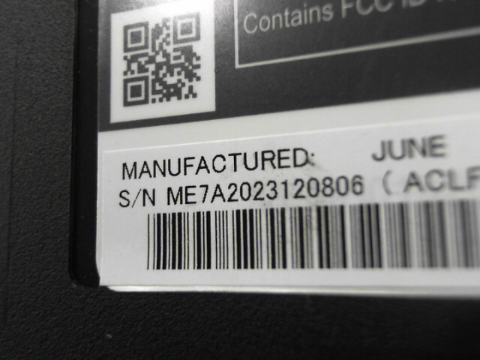 Contains FCC ID
MANUFACTURED: JUNE
S/N ME7A2023120806 ( ACLF